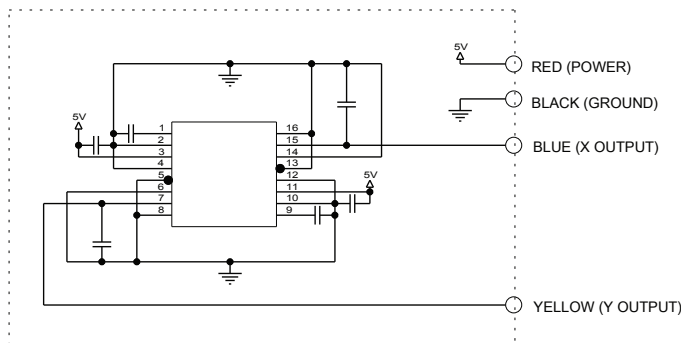 5V
RED (POWER)
BLACK (GROUND)
BLUE (X OUTPUT)
5V
1 16
2 15
3 14
4 13
5 12
6 11
7 10
8 9
5V
YELLOW (Y OUTPUT)